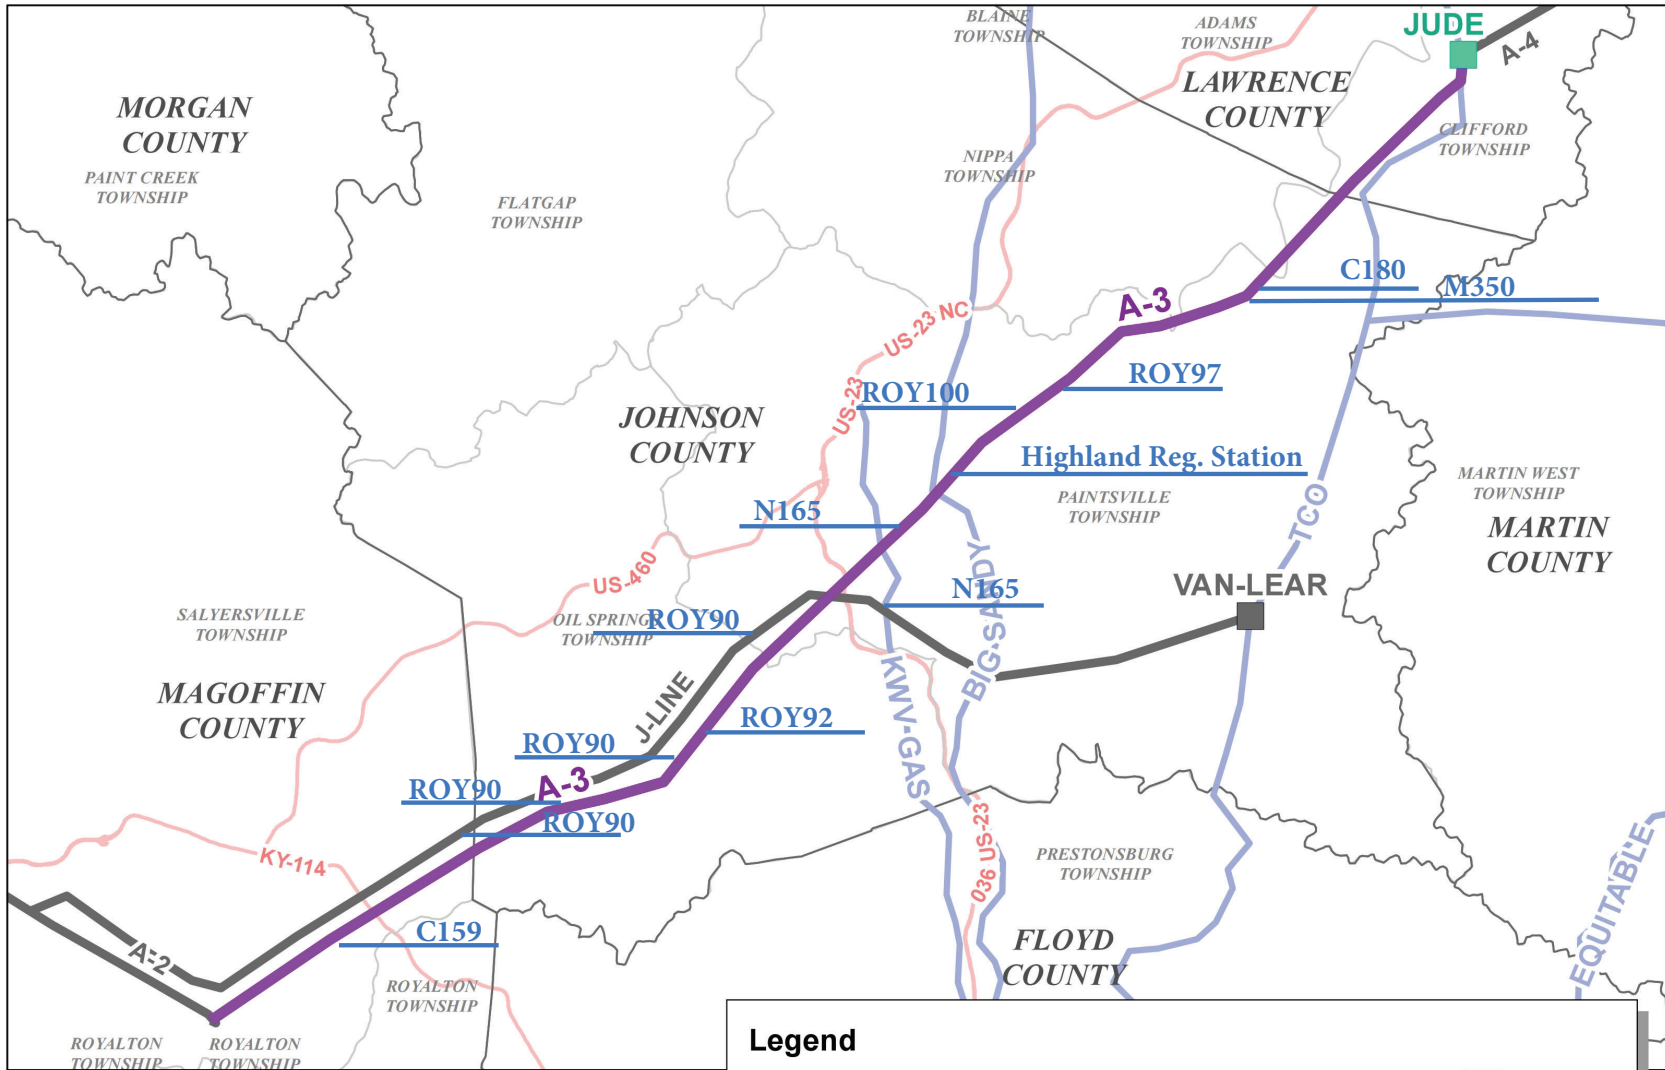 BLAINE
TOWNSHIP
ADAMS
TOWNSHIP
JUDE
A-4
LAWRENCE
COUNTY
MORGAN
COUNTY
CLIFFORD
TOWNSHIP
NIPPA
TOWNSHIP
PAINT CREEK
TOWNSHIP
FLATGAP
TOWNSHIP
C180
M350
A-3
US-23 NC
ROY97
US-23
ROY100
JOHNSON
COUNTY
Highland Reg. Station
MARTIN WEST
TOWNSHIP
PAINTSVILLE
TOWNSHIP
N165
TCO
MARTIN
COUNTY
US-460
BIG-SANDY
VAN-LEAR
N165
SALYERSVILLE
TOWNSHIP
OIL SPRINGS
TOWNSHIP
ROY90
MAGOFFIN
COUNTY
J-LINE
KWV-GAS
ROY92
ROY90
A-3
ROY90
ROY90
KY-114
036 US-23
PRESTONSBURG
TOWNSHIP
EQUITABLE
C159
FLOYD
COUNTY
A-2
ROYALTON
TOWNSHIP
ROYALTON
TOWNSHIP
ROYALTON
TOWNSHIP
Legend